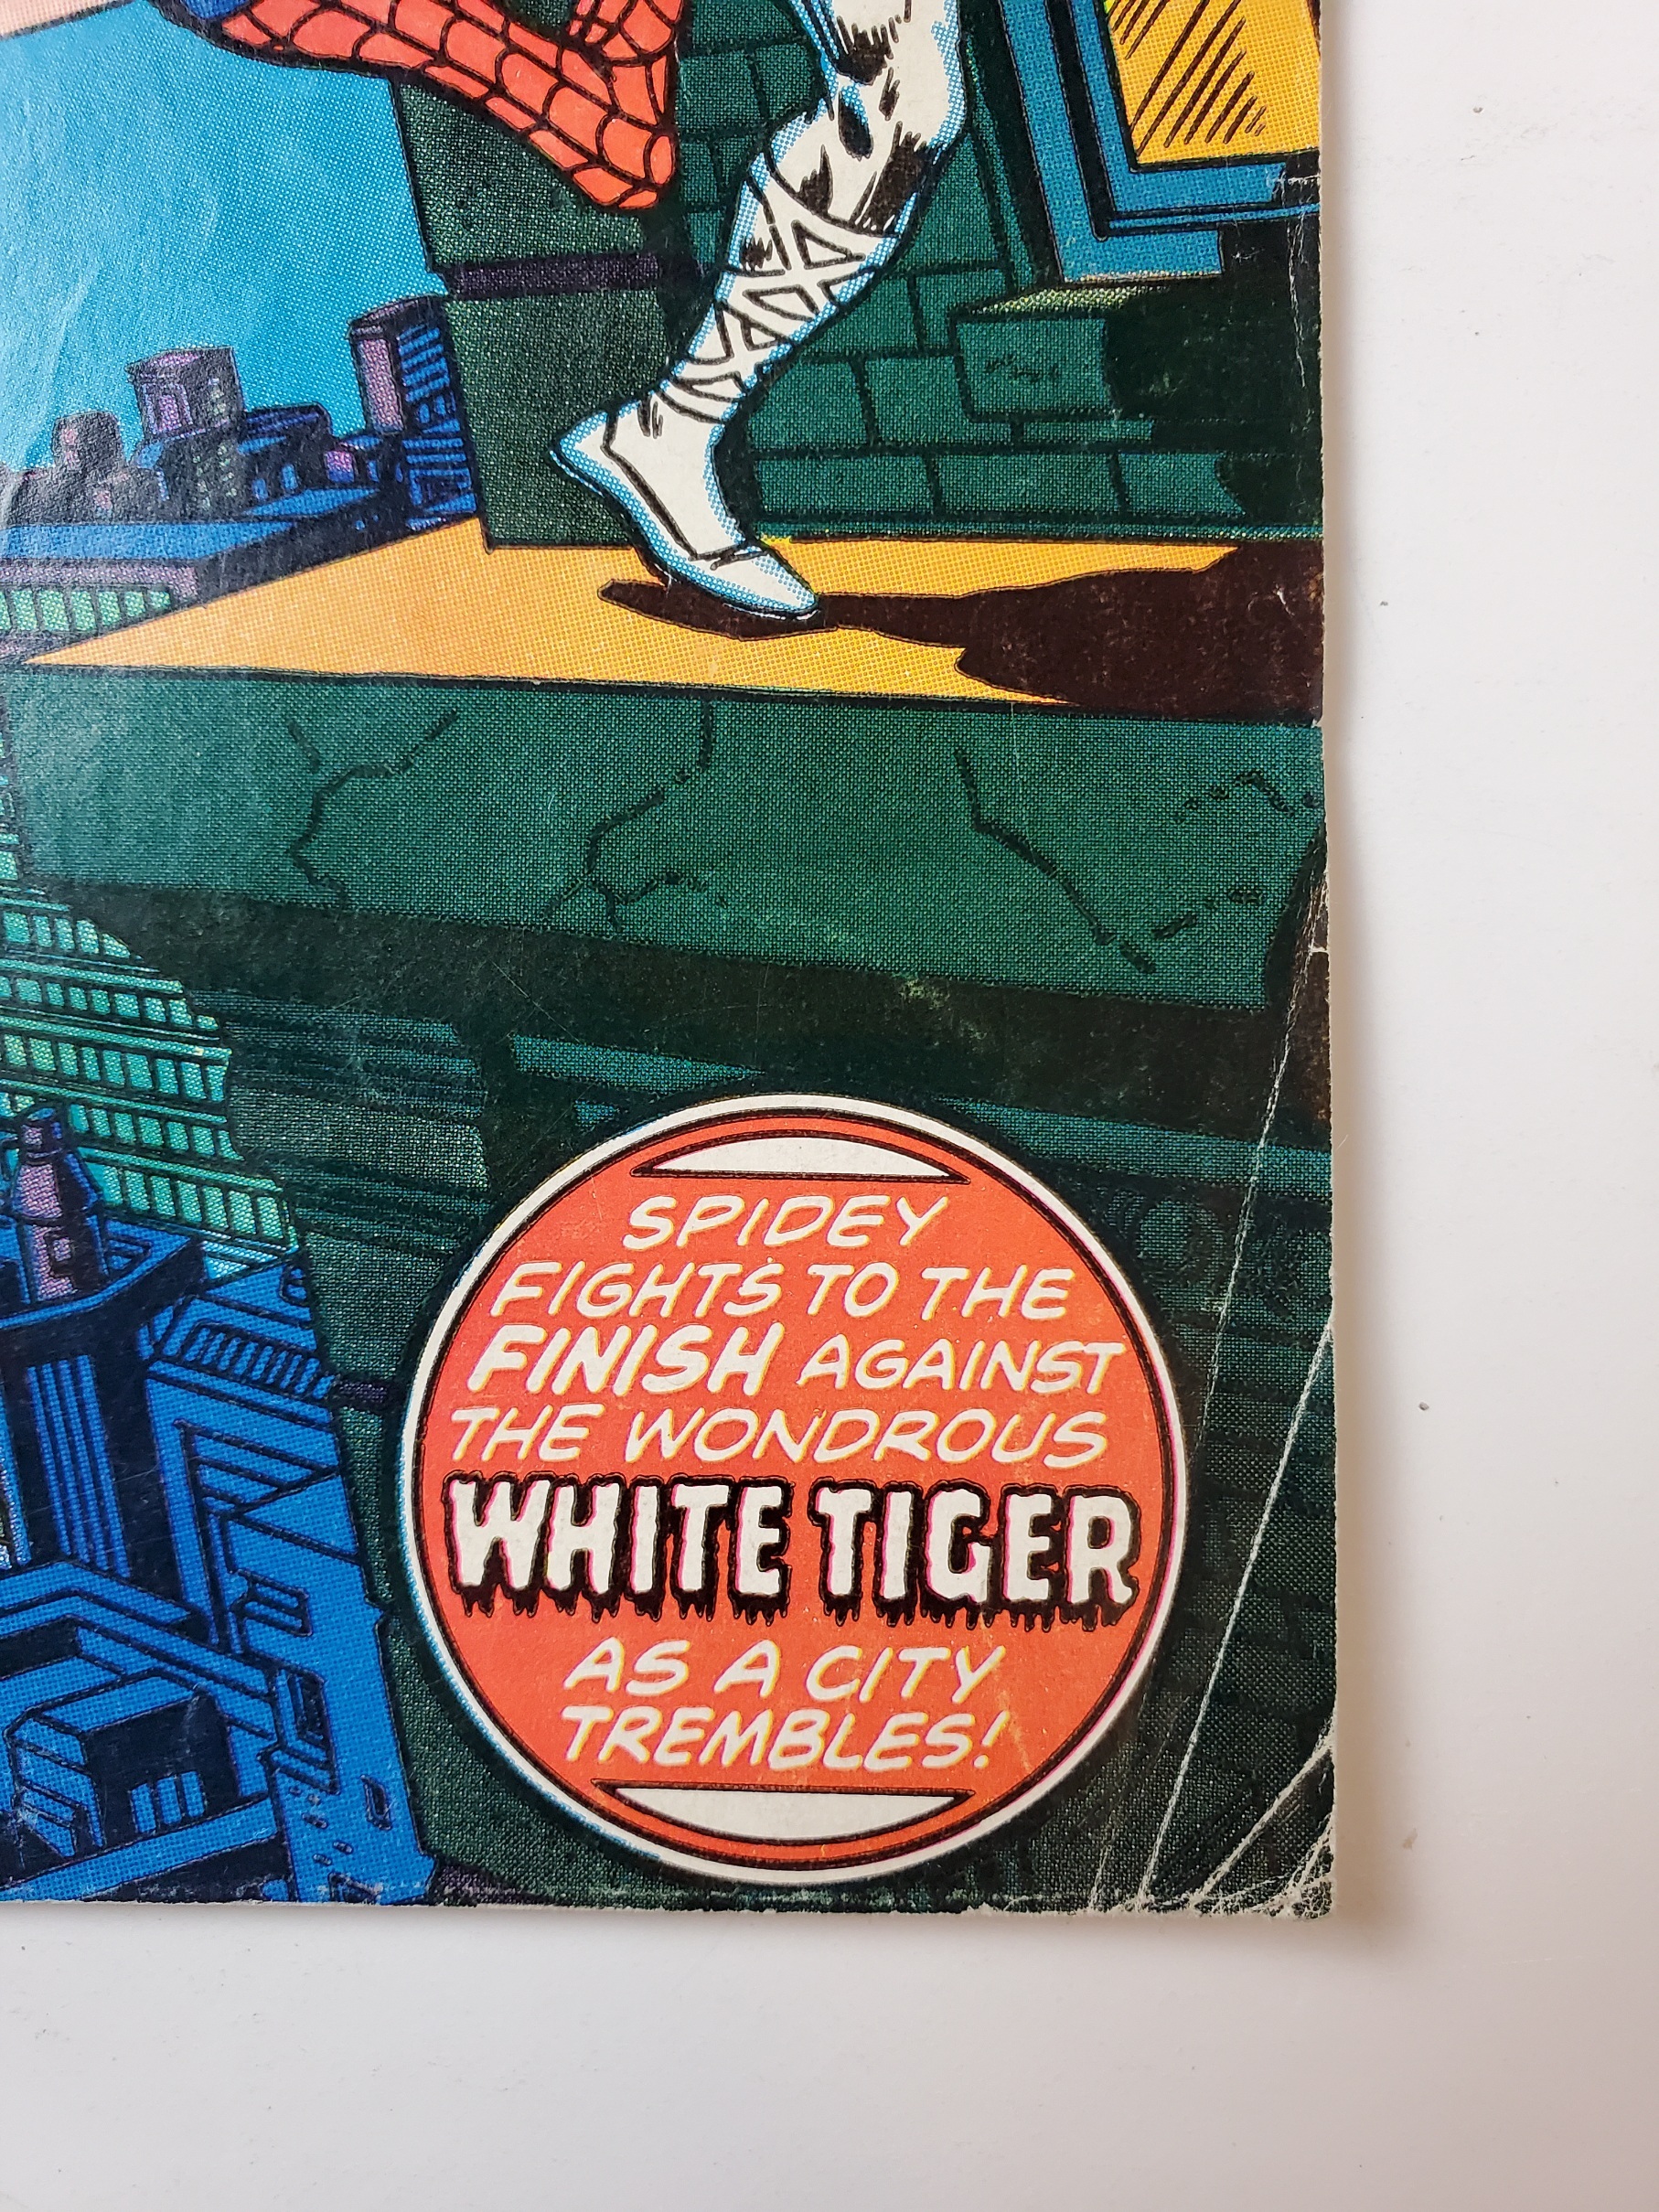 SPIDEY
FIGHTS TO THE
FINISH AGAINST
THE WONDROUS
WHITE TIGER
AS A CITY
TREMBLES!